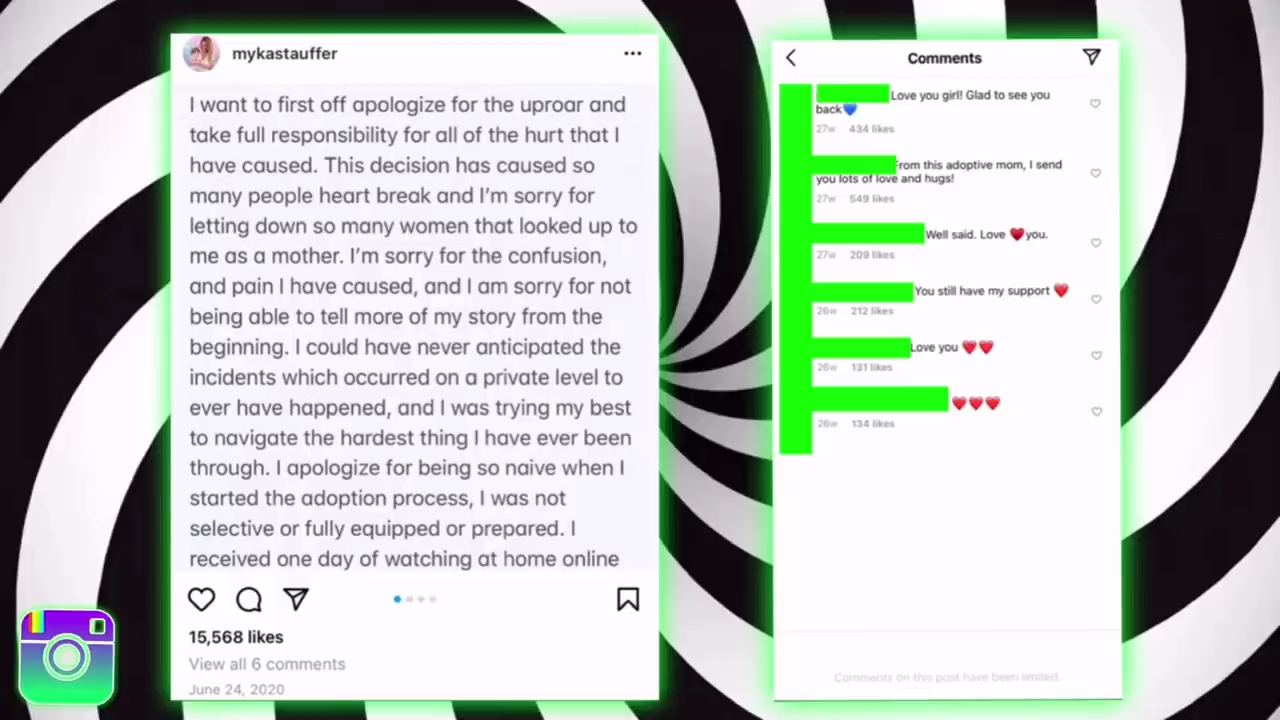 mykastauffer
I want to first off apologize for the uproar and
take full responsibility for all of the hurt that I
have caused. This decision has caused so
many people heart break and I'm sorry for
letting down so many women that looked up to
me as a mother. I'm sorry for the confusion,
and pain I have caused, and I am sorry for not
being able to tell more of my story from the
beginning. I could have never anticipated the
incidents which occurred on a private level to
ever have happened, and I was trying my best
to navigate the hardest thing I have ever been
through. I apologize for being so naive when I
started the adoption process, I was not
selective or fully equipped or prepared. I
received one day of watching at home online
15,568 likes
View all 6 comments
June 24, 2020
Comments
Love you girl! Glad to see you
back💙
27w 434 likes
From this adoptive mom, I send
you lots of love and hugs!
27w 549 likes
Well said. Love ❤️you.
27w 209 likes
You still have my support ❤️
26w 212 likes
Love you ❤️❤️
26w 131 likes
❤️❤️❤️
26w 134 likes
Comments on this post have been limited.